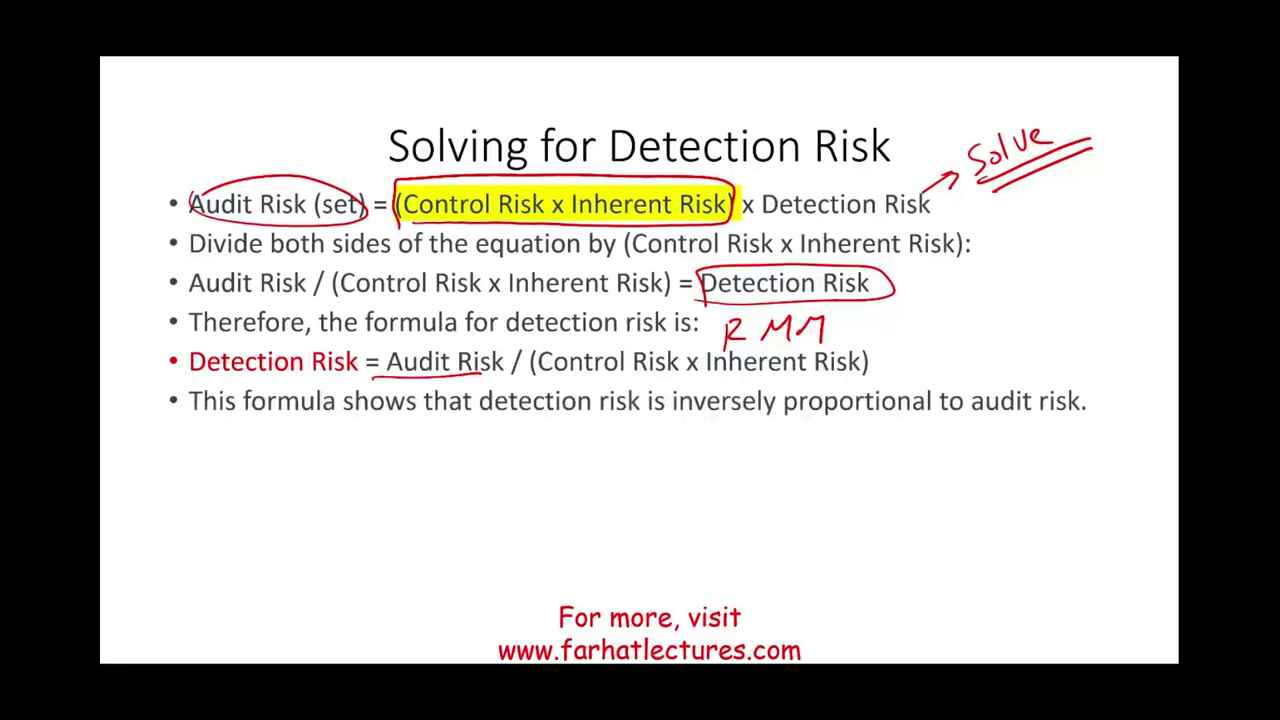 Solving for Detection Risk
Solve
• Audit Risk (set) = (Control Risk x Inherent Risk) x Detection Risk
• Divide both sides of the equation by (Control Risk x Inherent Risk):
• Audit Risk / (Control Risk x Inherent Risk) = Detection Risk
• Therefore, the formula for detection risk is:
RMM
• Detection Risk = Audit Risk / (Control Risk x Inherent Risk)
• This formula shows that detection risk is inversely proportional to audit risk.
For more, visit
www.farhatlectures.com